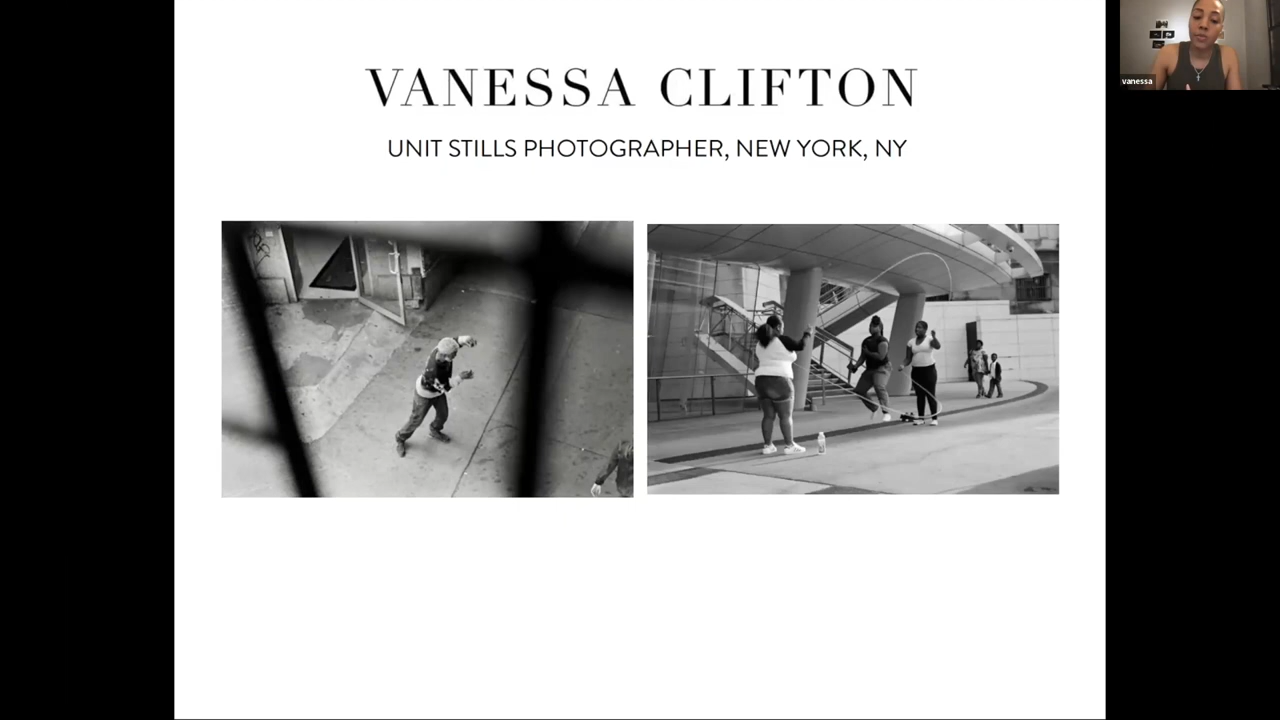 VANESSA CLIFTON
UNIT STILLS PHOTOGRAPHER, NEW YORK, NY
vanessa